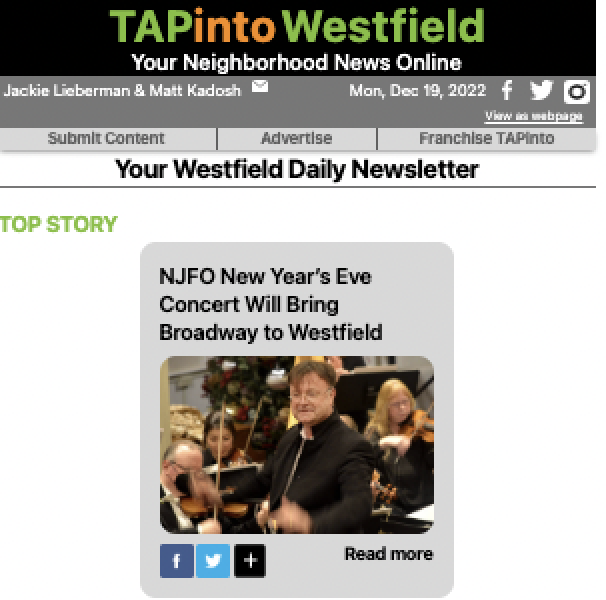 TAPinto Westfield
Your Neighborhood News Online
Jackie Lieberman & Matt Kadosh Mon, Dec 19, 2022
View as webpage
Submit Content Advertise Franchise TAPinto
Your Westfield Daily Newsletter
TOP STORY
NJFO New Year’s Eve
Concert Will Bring
Broadway to Westfield
Read more